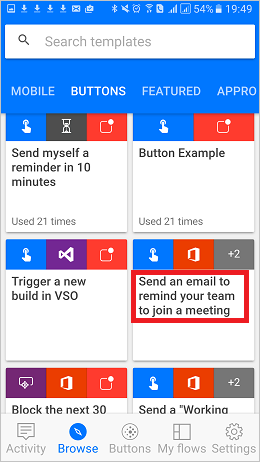 54% 19:49
Search templates
MOBILE BUTTONS FEATURED APPRO
Send myself a
reminder in 10
minutes
Used 21 times
Button Example
Used 21 times
Trigger a new
build in VSO
+2
Send an email to
remind your team
to join a meeting
Block the next 30
+2
Send a "Working
Activity Browse Buttons My flows Settings